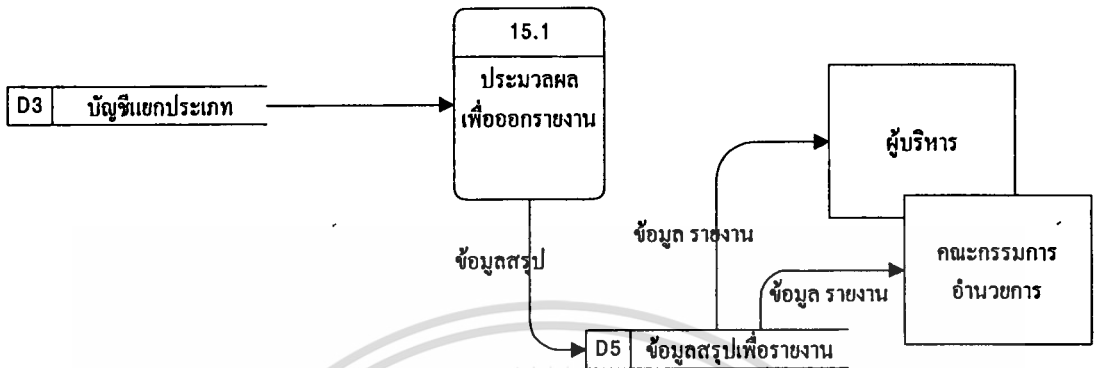 15.1
ประมวลผล
เพื่อออกรายงาน
D3 บัญชีแยกประเภท
ผู้บริหาร
ข้อมูล รายงาน
ข้อมูลสรุป
คณะกรรมการ
อำนวยการ
ข้อมูล รายงาน
D5 ข้อมูลสรุปเพื่อรายงาน